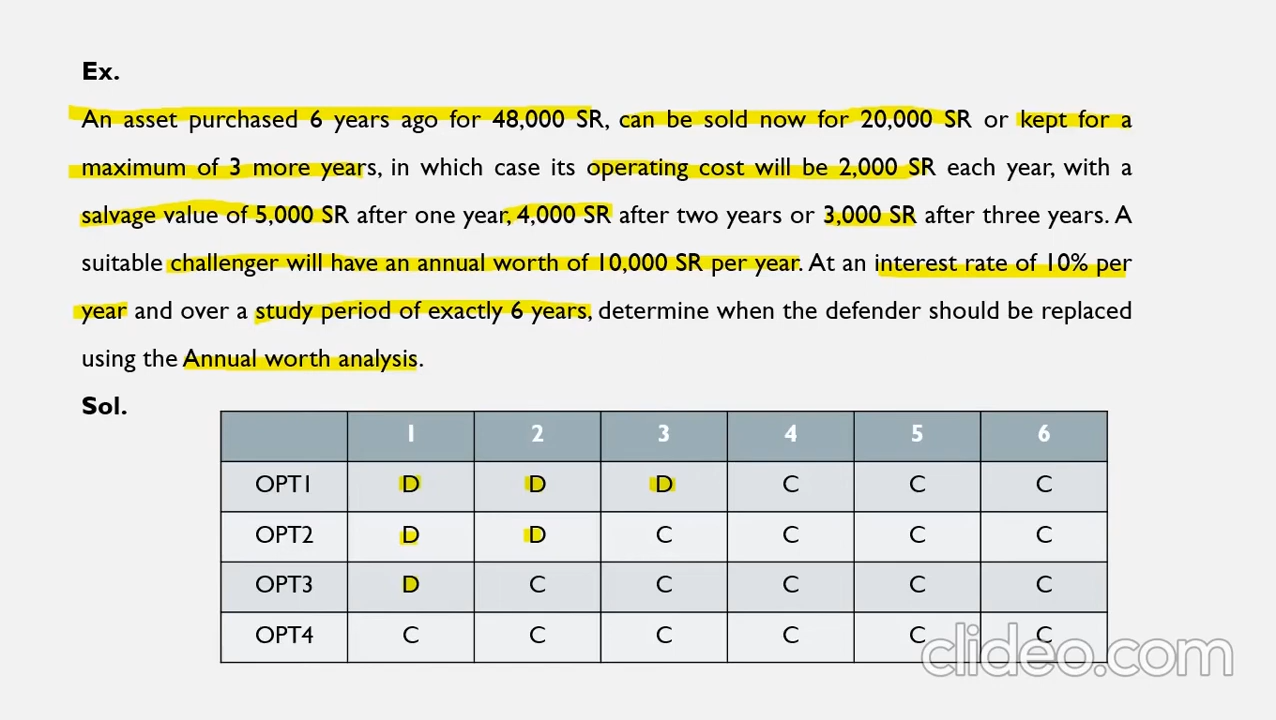 Ex.
An asset purchased 6 years ago for 48,000 SR, can be sold now for 20,000 SR or kept for a
maximum of 3 more years, in which case its operating cost will be 2,000 SR each year, with a
salvage value of 5,000 SR after one year, 4,000 SR after two years or 3,000 SR after three years. A
suitable challenger will have an annual worth of 10,000 SR per year. At an interest rate of 10% per
year and over a study period of exactly 6 years, determine when the defender should be replaced
using the Annual worth analysis.
Sol.
1 2 3 4 5 6
OPT1 D D D C C C
OPT2 D D C C C C
OPT3 D C C C C C
OPT4 C C C C C C
clideo.com